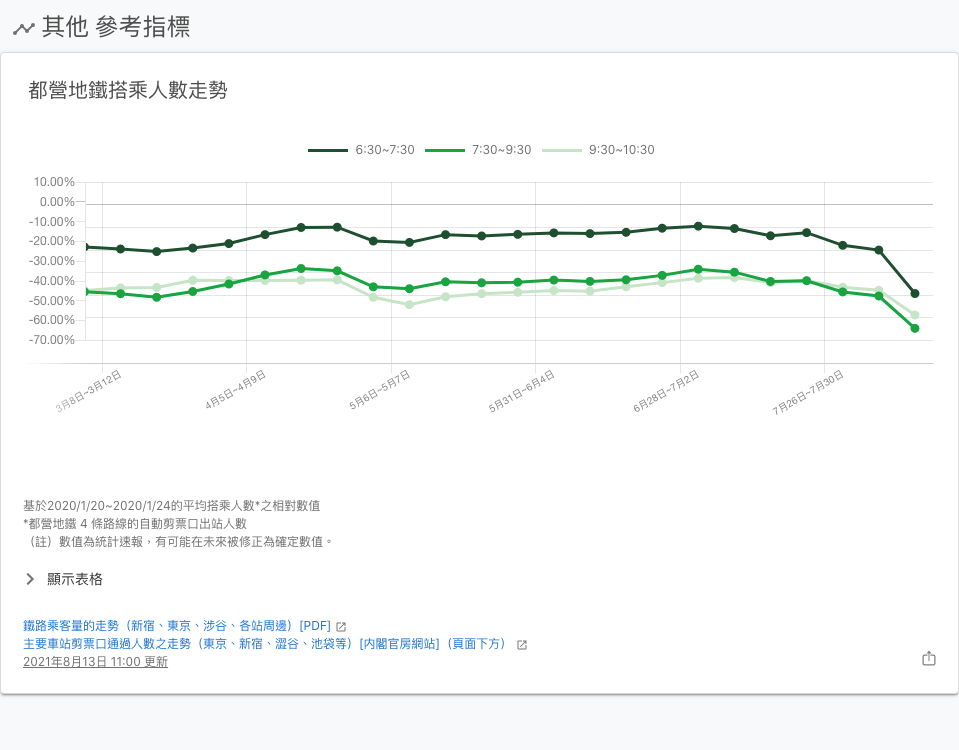 其他 參考指標
都營地鐵搭乘人數走勢
6:30~7:30 7:30~9:30 9:30~10:30
10.00%
0.00%
-10.00%
-20.00%
-30.00%
-40.00%
-50.00%
-60.00%
-70.00%
3月8日~3月12日 4月5日~4月9日 5月6日~5月7日 5月31日~6月4日 6月28日~7月2日 7月26日~7月30日
基於2020/1/20~2020/1/24的平均搭乘人數*之相對數值
*都營地鐵 4 條路線的自動剪票口出站人數
（註）數值為統計速報，有可能在未來被修正為確定數值。
顯示表格
鐵路乘客量的走勢（新宿、東京、涉谷、各站周邊）[PDF]
主要車站剪票口通過人數之走勢（東京、新宿、澀谷、池袋等）[内閣官房網站]（頁面下方）
2021年8月13日 11:00 更新